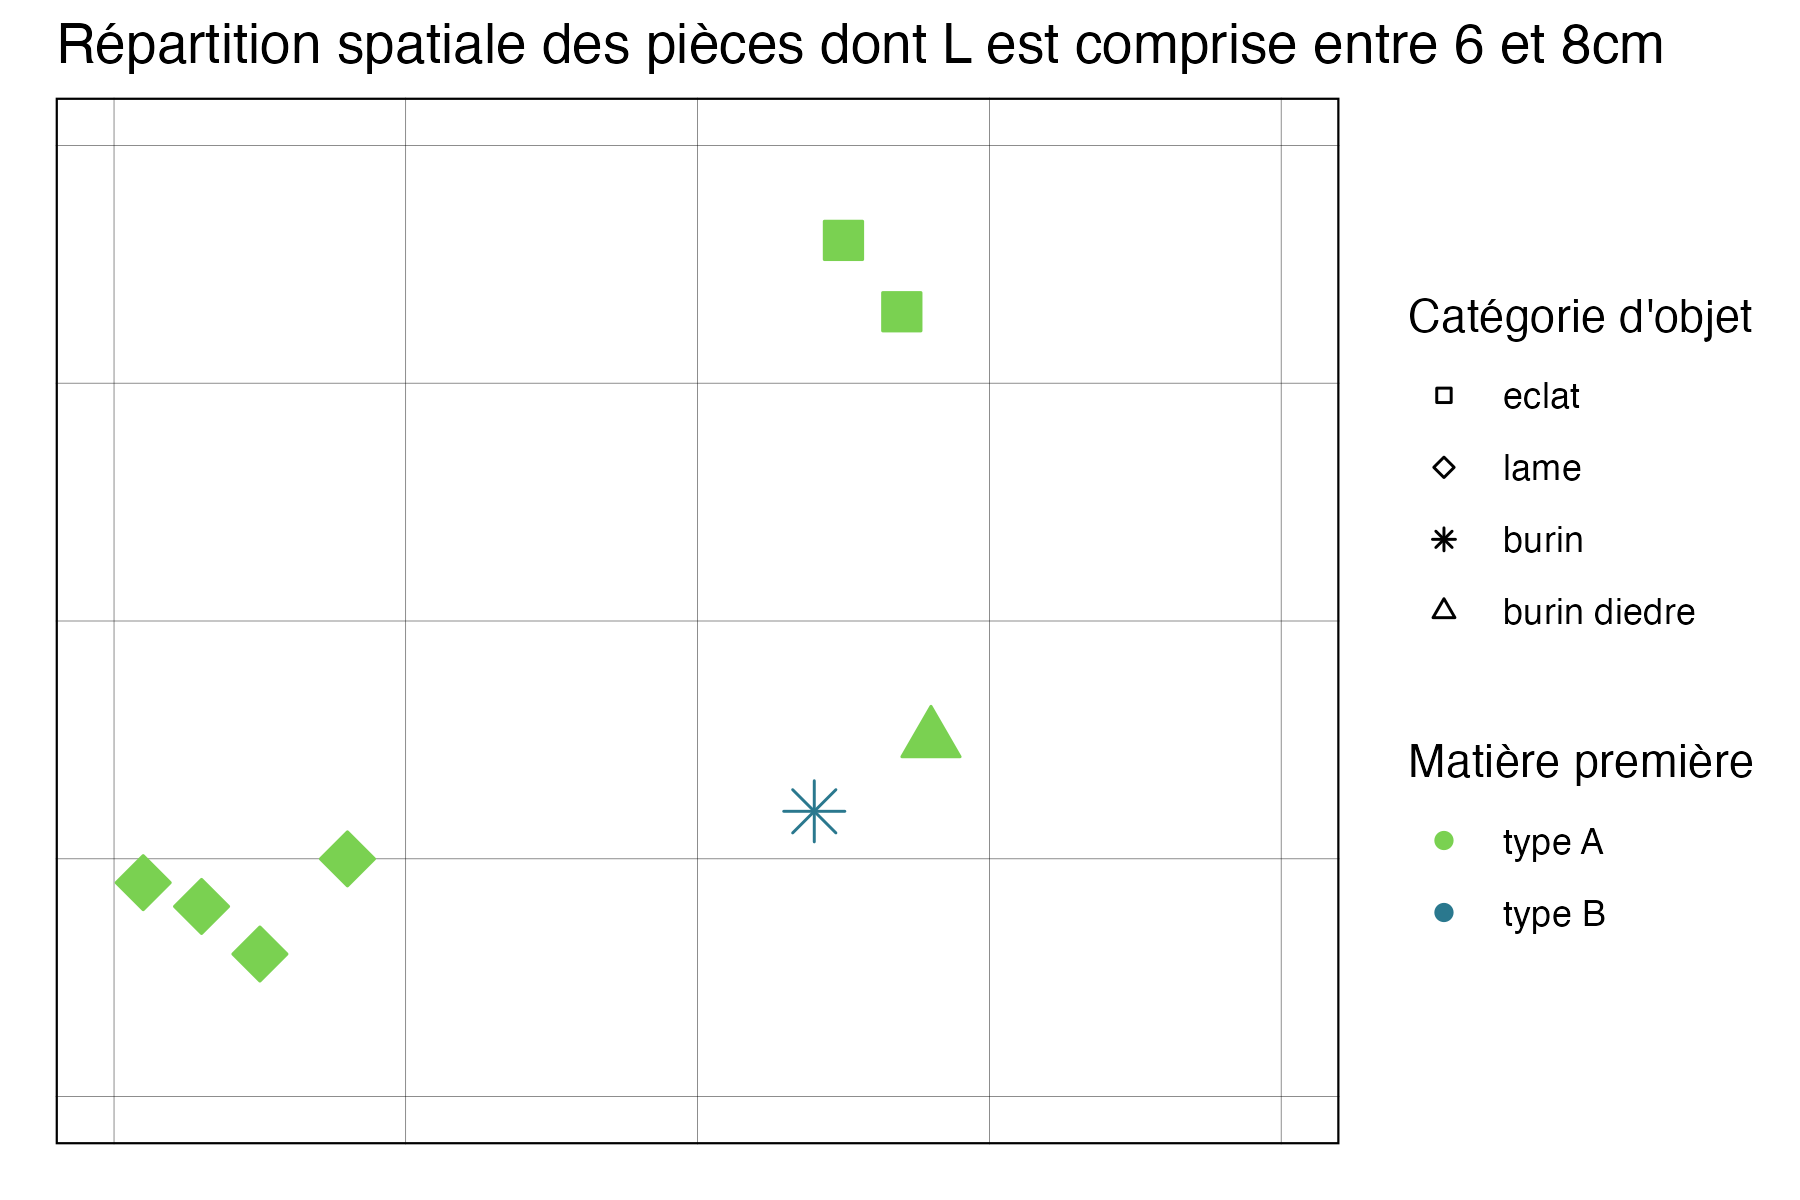 Répartition spatiale des pièces dont L est comprise entre 6 et 8cm
Catégorie d'objet
eclat
lame
burin
burin diedre
Matière première
type A
type B